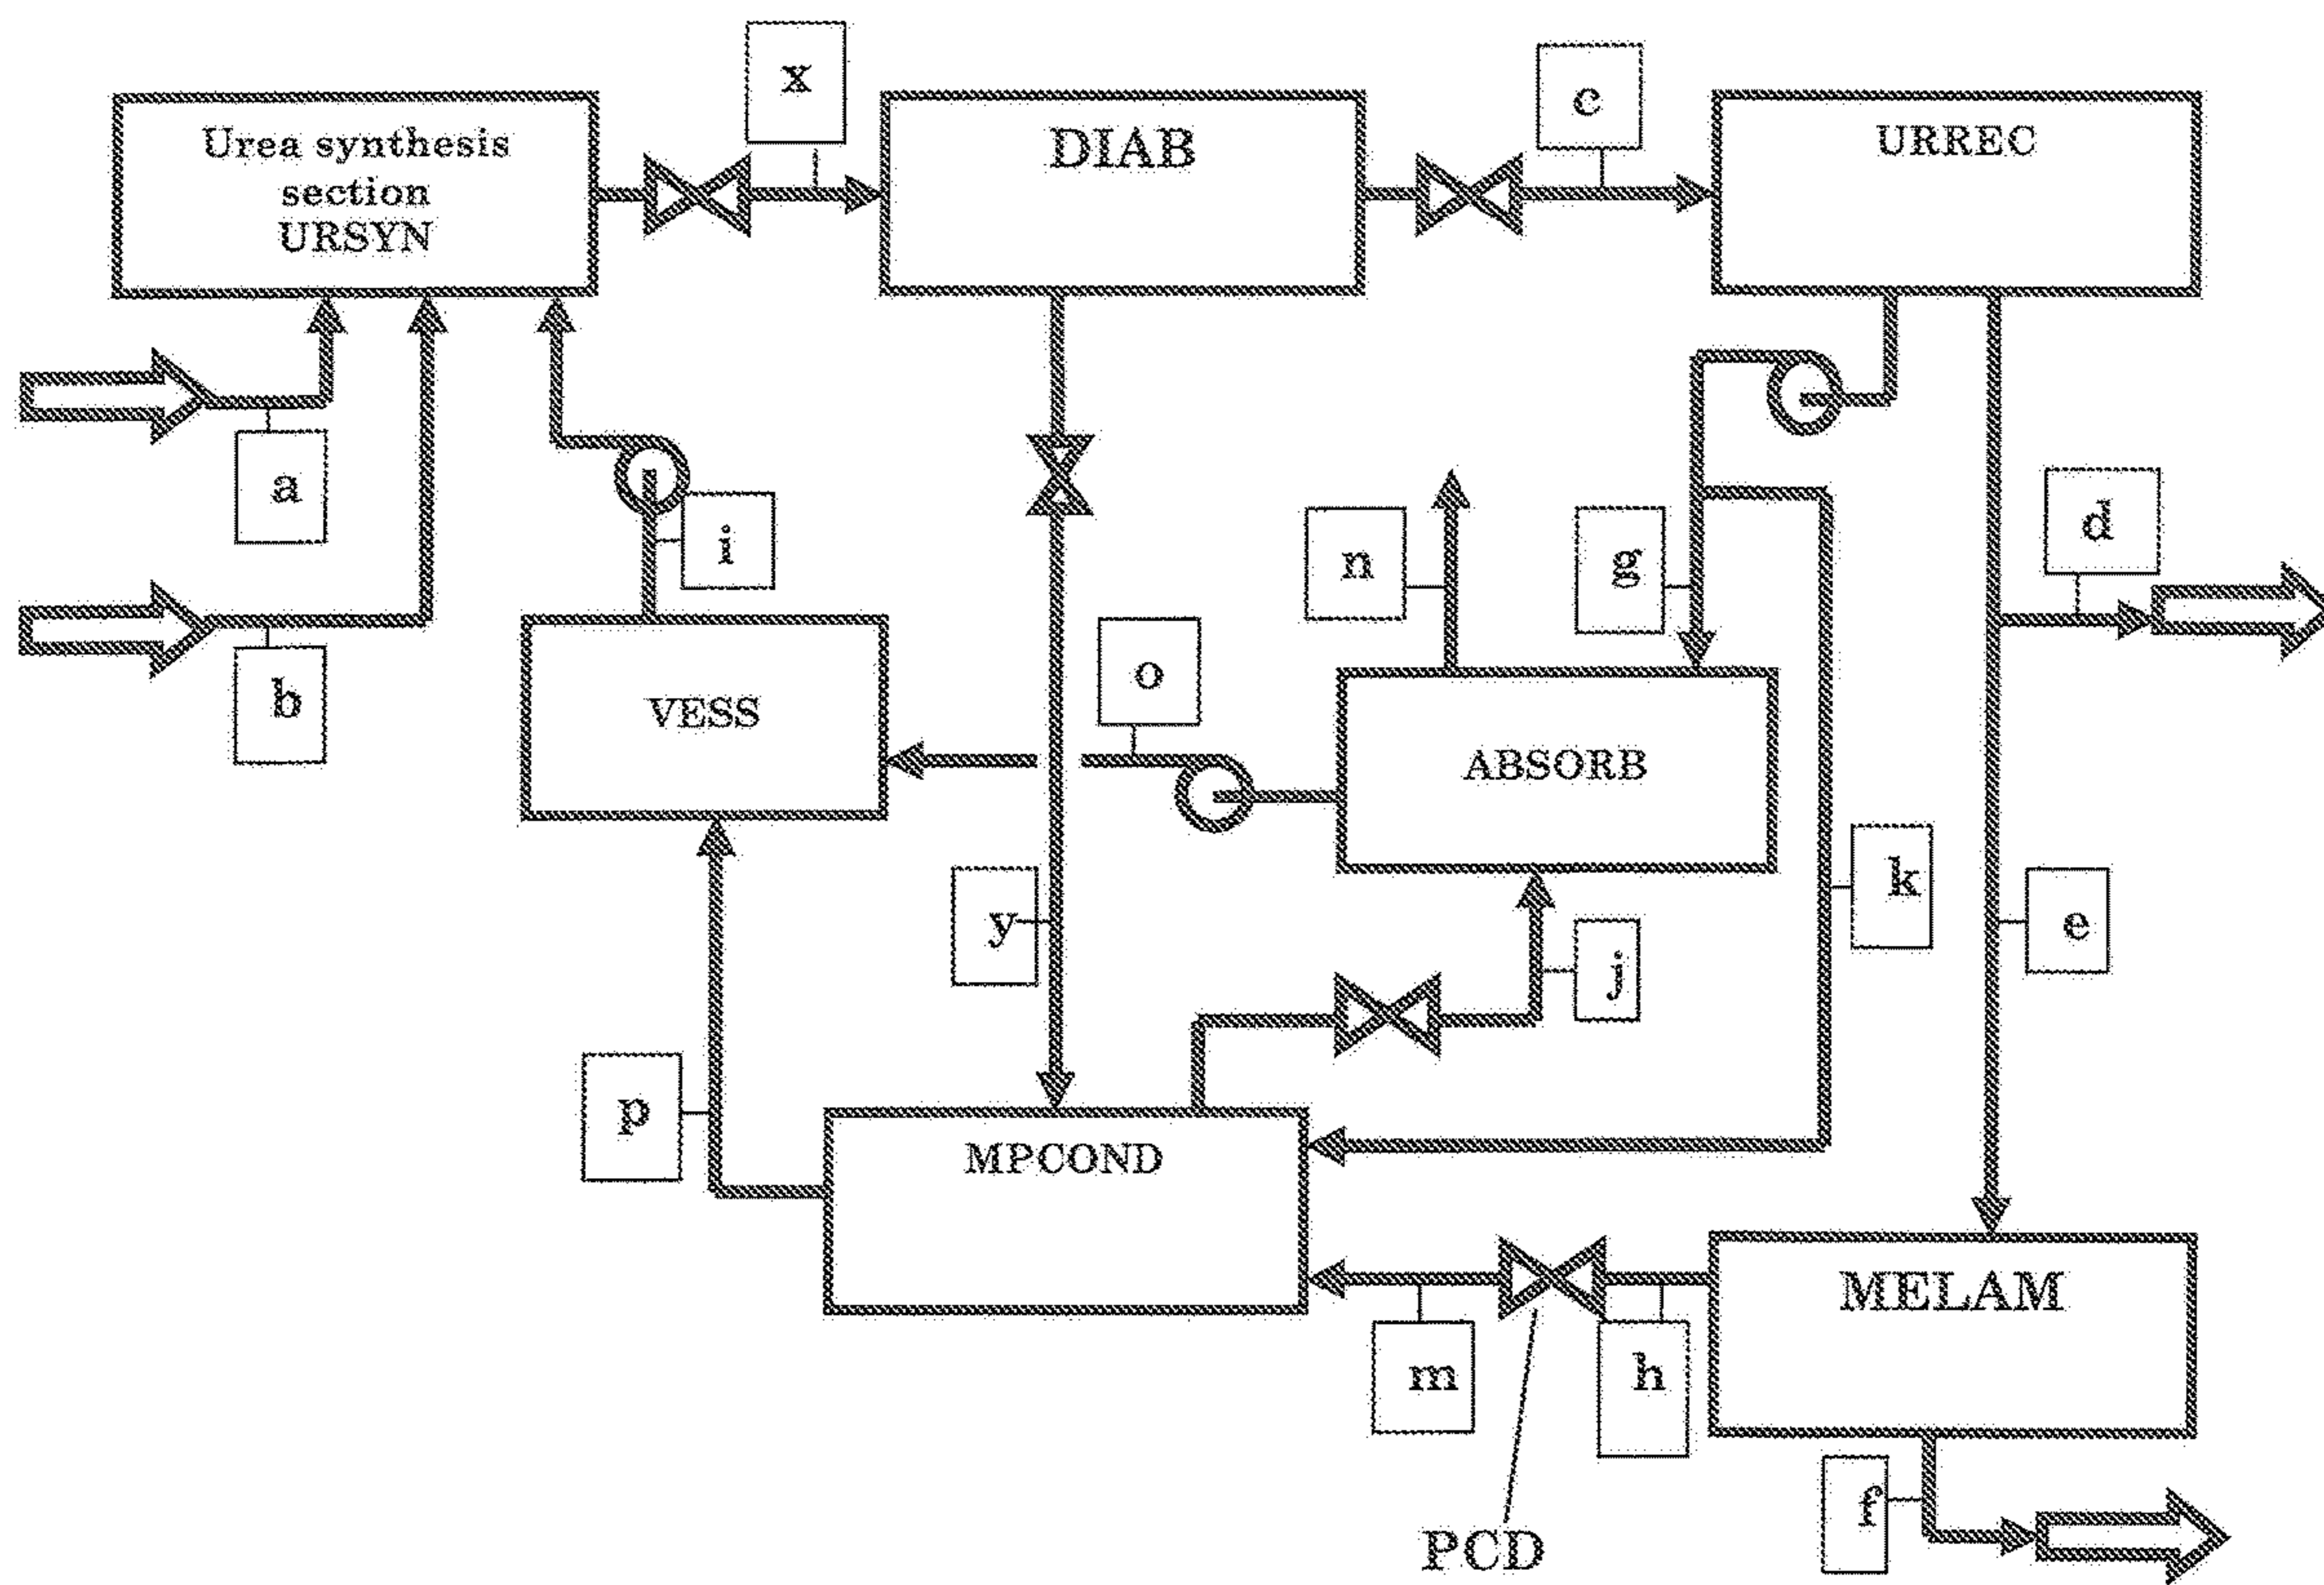 x
c
Urea synthesis
section
URSYN
DIAB
URREC
a
i
n
g
d
b
VESS
o
ABSORB
k
y
e
j
p
MPCOND
MELAM
m
h
f
PCD